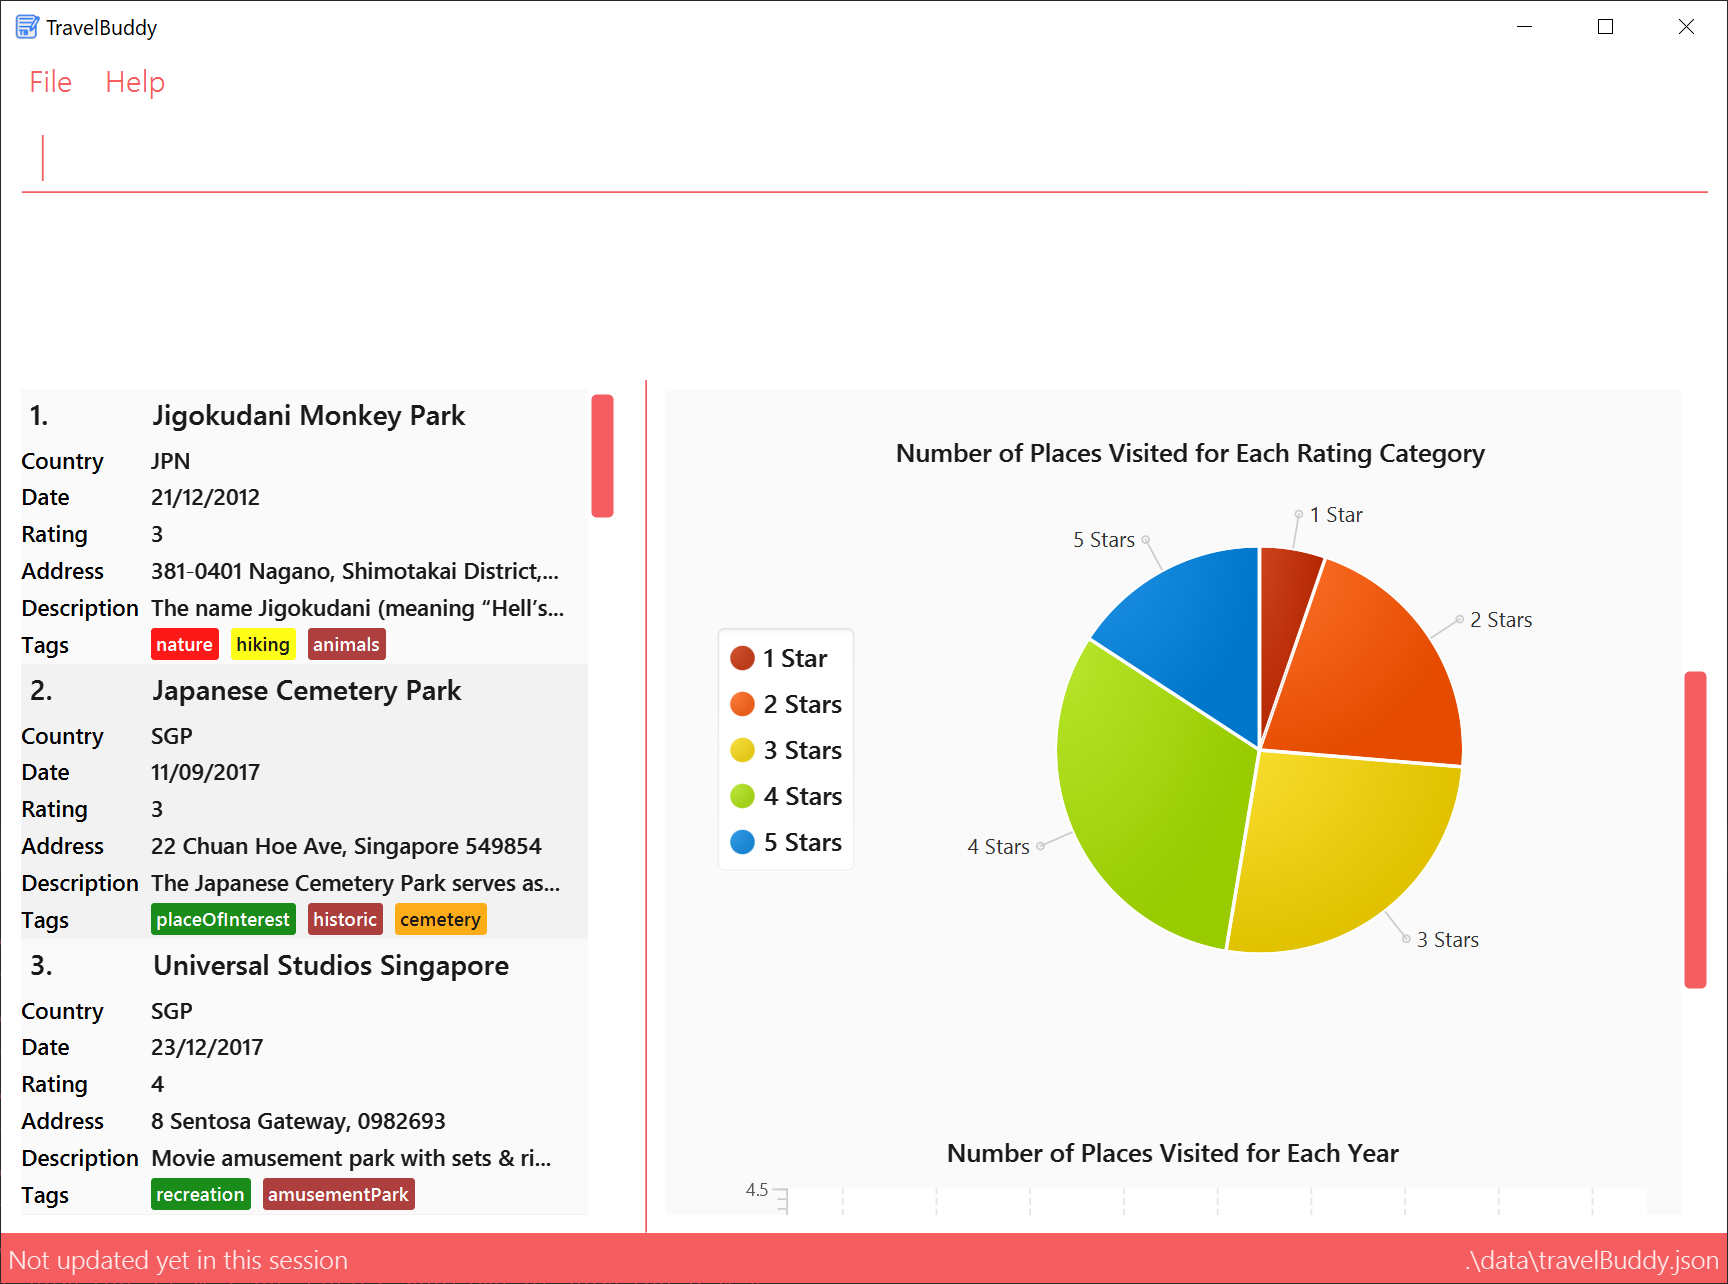 TravelBuddy
File Help
1. Jigokudani Monkey Park
Country JPN
Date 21/12/2012
Rating 3
Address 381-0401 Nagano, Shimotakai District,...
Description The name Jigokudani (meaning “Hell’s...
Tags nature hiking animals
2. Japanese Cemetery Park
Country SGP
Date 11/09/2017
Rating 3
Address 22 Chuan Hoe Ave, Singapore 549854
Description The Japanese Cemetery Park serves as...
Tags placeOfInterest historic cemetery
3. Universal Studios Singapore
Country SGP
Date 23/12/2017
Rating 4
Address 8 Sentosa Gateway, 0982693
Description Movie amusement park with sets & ri...
Tags recreation amusementPark
Number of Places Visited for Each Rating Category
1 Star
2 Stars
3 Stars
4 Stars
5 Stars
1 Star
5 Stars
2 Stars
4 Stars
3 Stars
Number of Places Visited for Each Year
4.5
Not updated yet in this session
.\data\travelBuddy.json